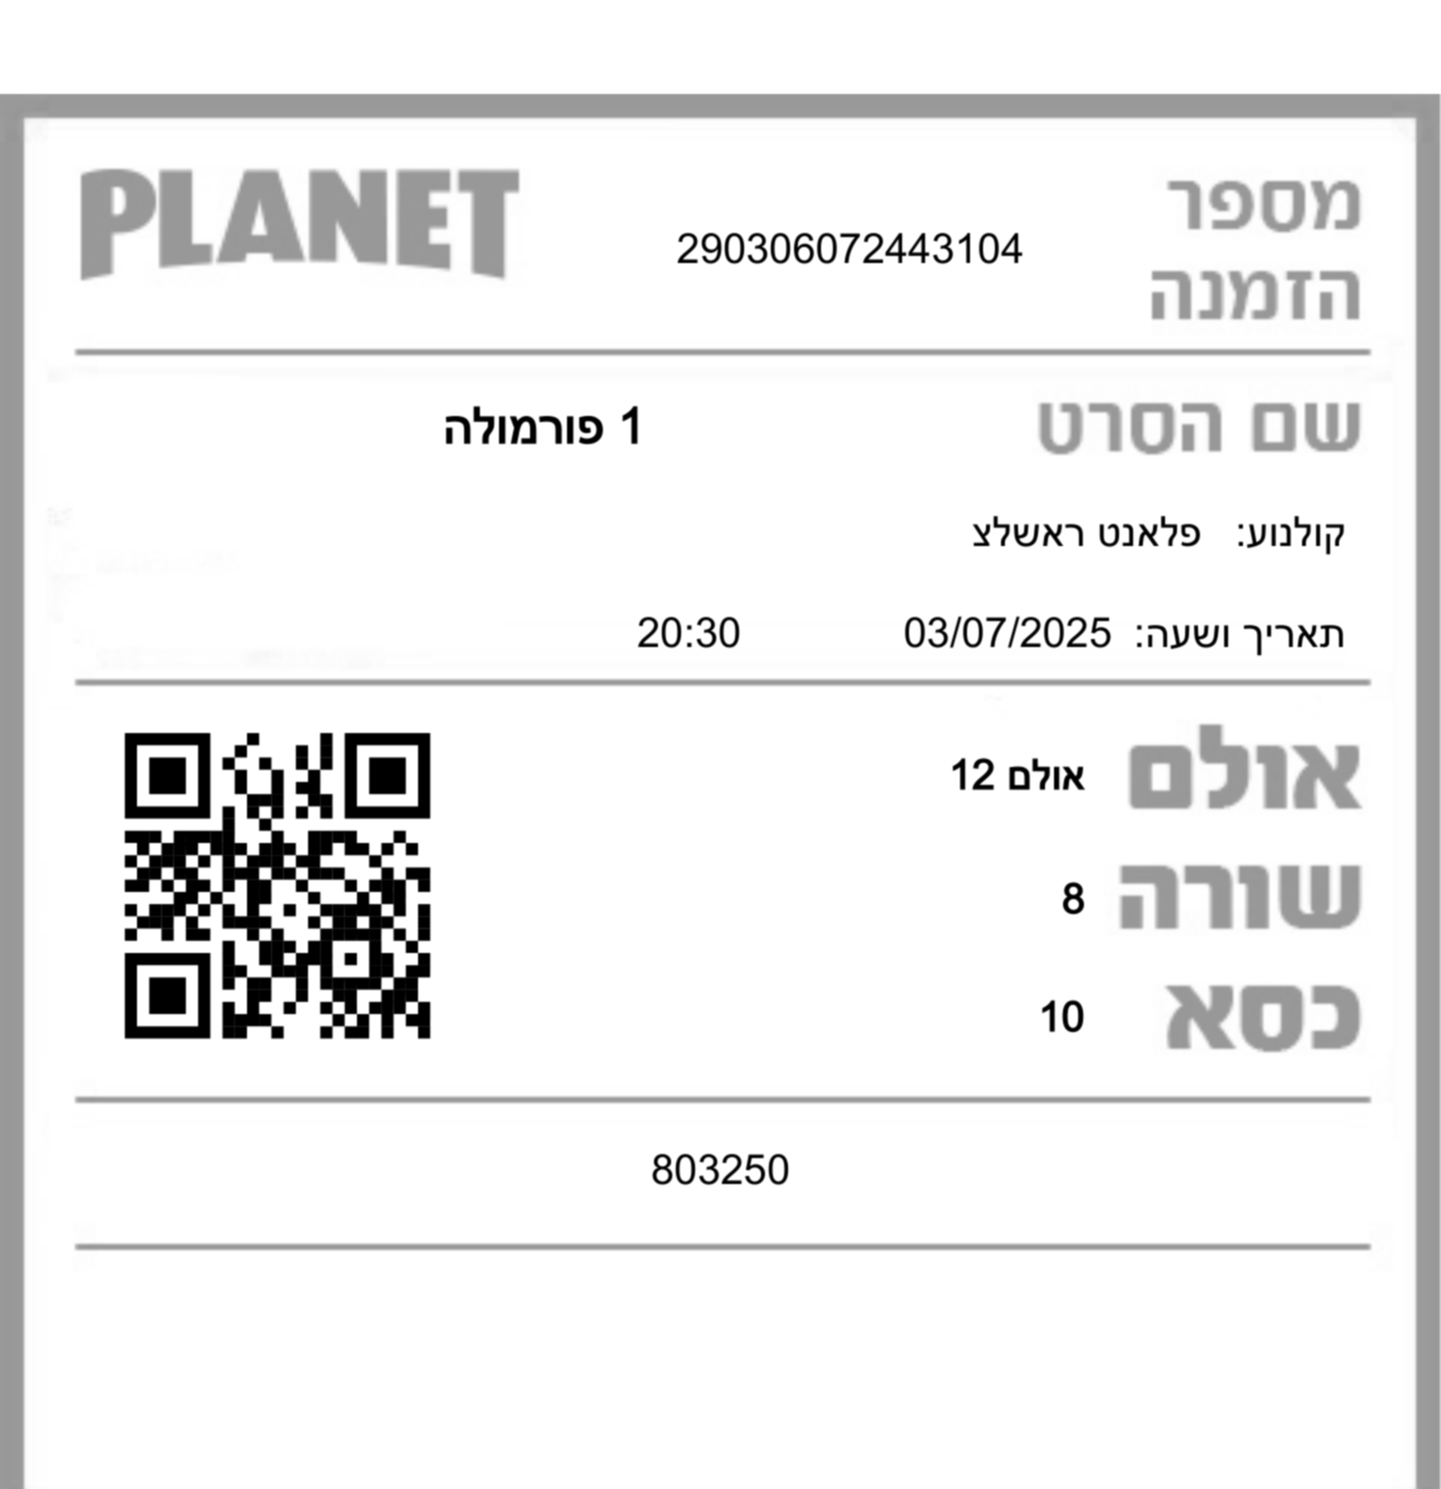 PLANET
מספר
הזמנה
290306072443104
שם הסרט
1 פורמולה
קולנוע: פלאנט ראשלצ
תאריך ושעה: 03/07/2025 20:30
אולם אולם 12
שורה 8
כסא 10
803250